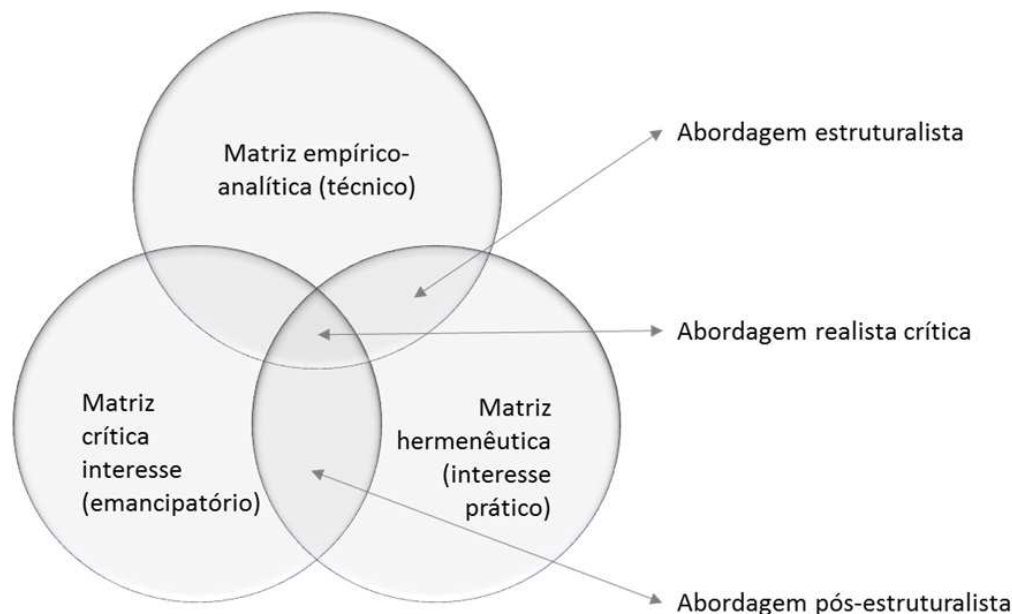 Matriz empírico-
analítica (técnico)
Abordagem estruturalista
Abordagem realista crítica
Matriz
crítica
interesse
(emancipatório)
Matriz
hermenêutica
(interesse
prático)
Abordagem pós-estruturalista